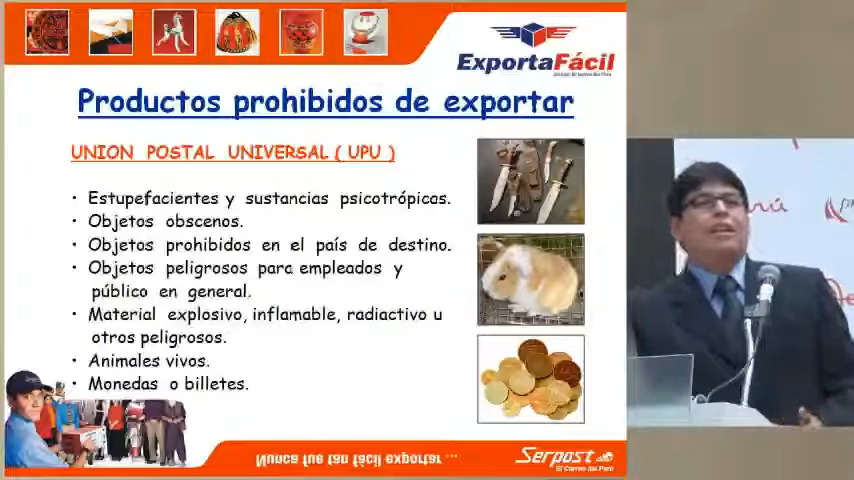 ExportaFácil
Productos prohibidos de exportar
UNION POSTAL UNIVERSAL ( UPU )
• Estupefacientes y sustancias psicotrópicas.
• Objetos obscenos.
• Objetos prohibidos en el país de destino.
• Objetos peligrosos para empleados y
público en general.
• Material explosivo, inflamable, radiactivo u
otros peligrosos.
• Animales vivos.
• Monedas o billetes.
Nunca fue tan fácil exportar ...
Serpost
El Correo del Perú